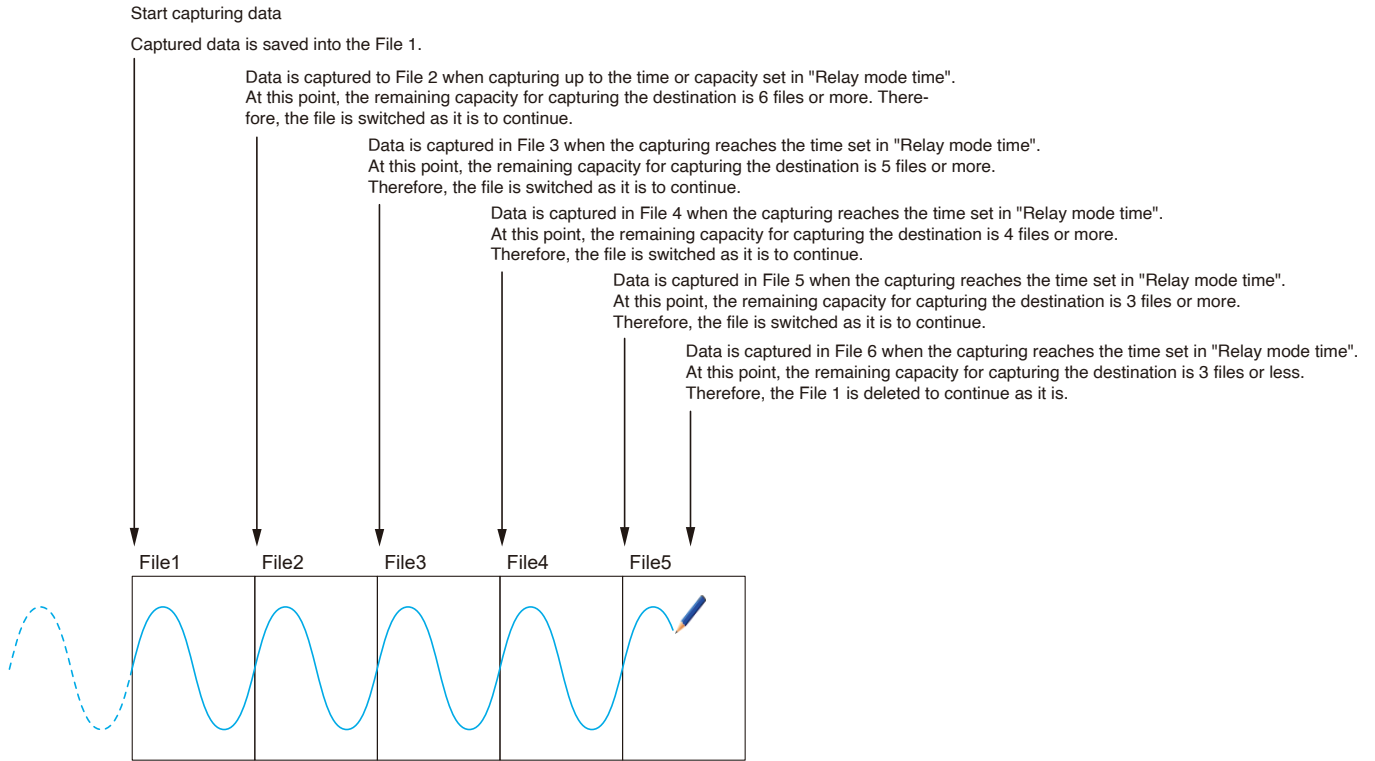 Start capturing data
Captured data is saved into the File 1.
Data is captured to File 2 when capturing up to the time or capacity set in "Relay mode time".
At this point, the remaining capacity for capturing the destination is 6 files or more. There-
fore, the file is switched as it is to continue.
Data is captured in File 3 when the capturing reaches the time set in "Relay mode time".
At this point, the remaining capacity for capturing the destination is 5 files or more.
Therefore, the file is switched as it is to continue.
Data is captured in File 4 when the capturing reaches the time set in "Relay mode time".
At this point, the remaining capacity for capturing the destination is 4 files or more.
Therefore, the file is switched as it is to continue.
Data is captured in File 5 when the capturing reaches the time set in "Relay mode time".
At this point, the remaining capacity for capturing the destination is 3 files or more.
Therefore, the file is switched as it is to continue.
Data is captured in File 6 when the capturing reaches the time set in "Relay mode time".
At this point, the remaining capacity for capturing the destination is 3 files or less.
Therefore, the File 1 is deleted to continue as it is.
File1 File2 File3 File4 File5